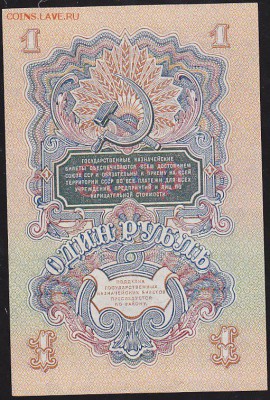 COINS.LAVE.RU
1 1
ГОСУДАРСТВЕННЫЕ КАЗНАЧЕЙСКИЕ
БИЛЕТЫ ОБЕСПЕЧИВАЮТСЯ ВСЕМ ДОСТОЯНИЕМ
СОЮЗА ССР И ОБЯЗАТЕЛЬНЫ К ПРИЕМУ НА ВСЕЙ
ТЕРРИТОРИИ СССР ВО ВСЕ ПЛАТЕЖИ ДЛЯ ВСЕХ
УЧРЕЖДЕНИЙ, ПРЕДПРИЯТИЙ И ЛИЦ ПО
НАРИЦАТЕЛЬНОЙ СТОИМОСТИ.
1 1
ОДИН РУБЛЬ
ПОДДЕЛКА
ГОСУДАРСТВЕННЫХ
КАЗНАЧЕЙСКИХ БИЛЕТОВ
ПРЕСЛЕДУЕТСЯ
ПО ЗАКОНУ.
1 1